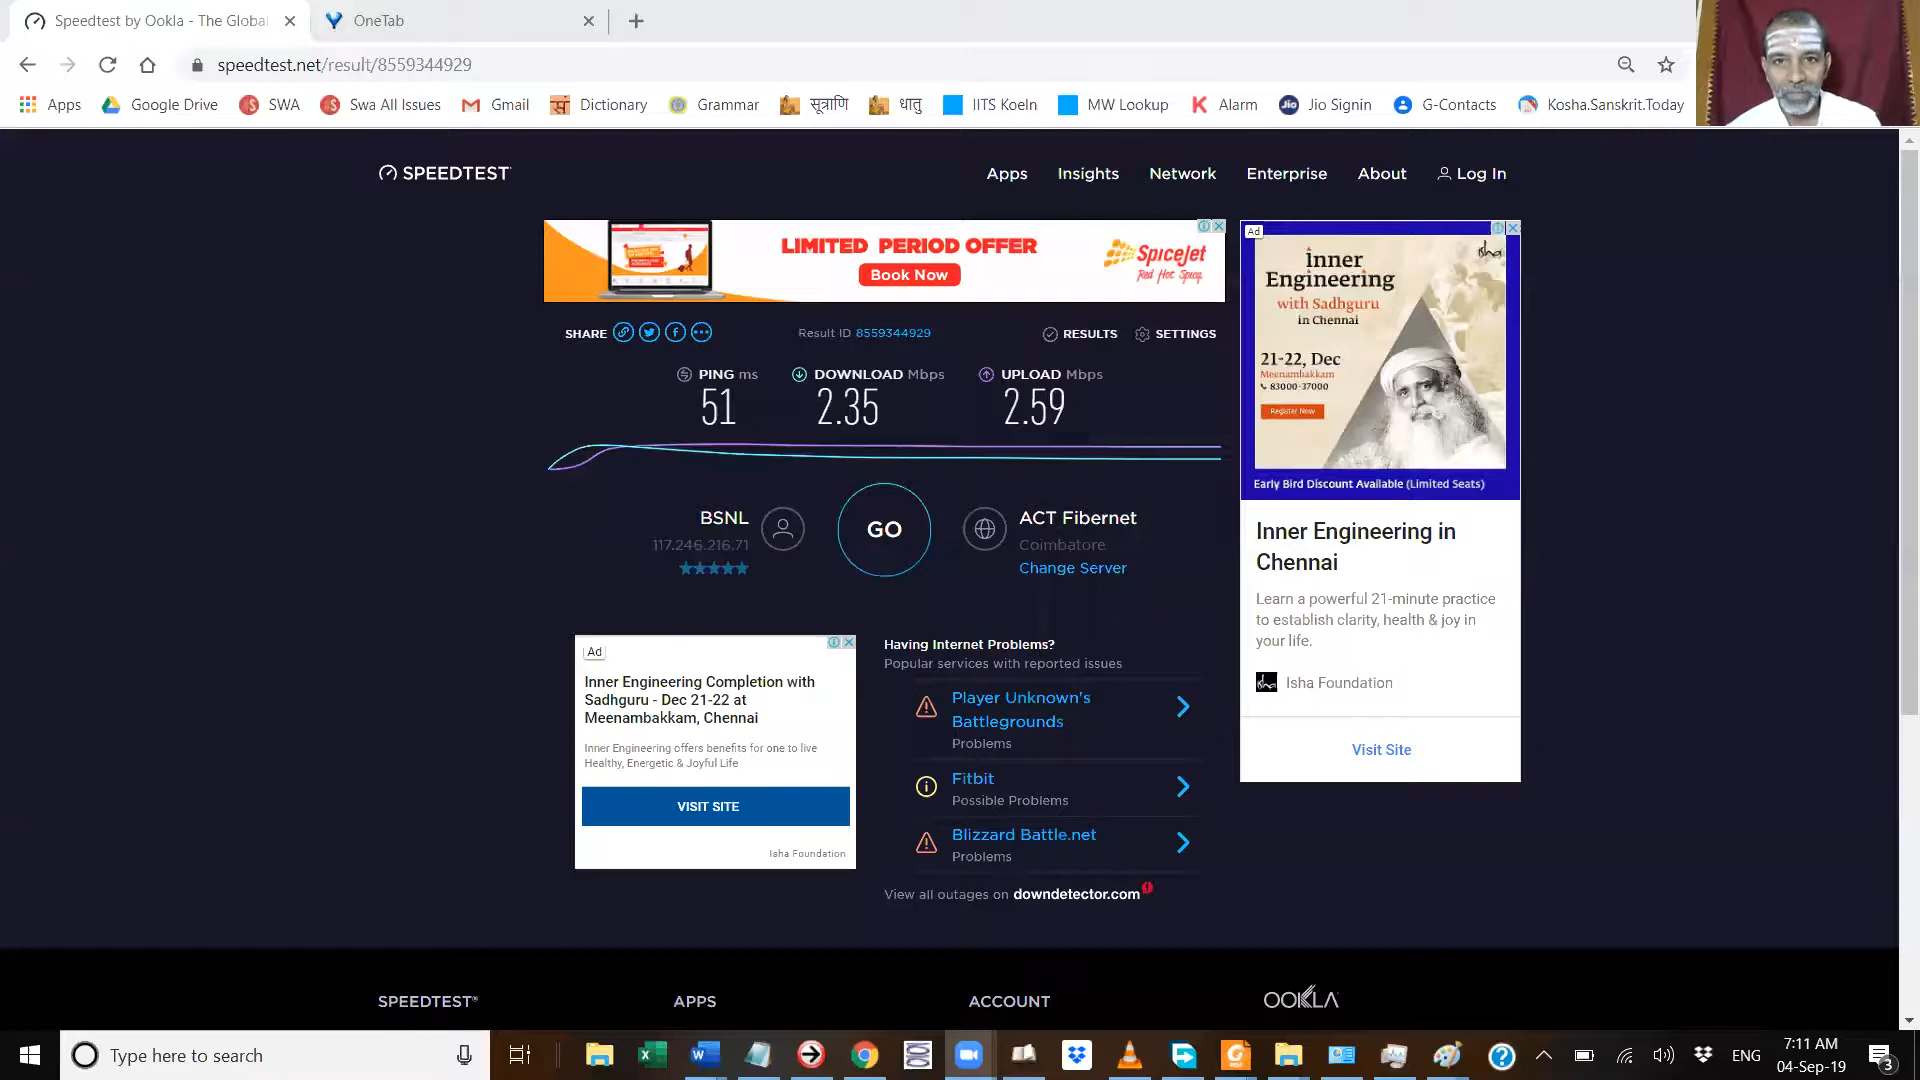 Speedtest by Ookla - The Global
OneTab
speedtest.net/result/8559344929
Apps Google Drive SWA Swa All Issues Gmail Dictionary Grammar सूत्राणि धातु IITS Koeln MW Lookup Alarm Jio Signin G-Contacts Kosha.Sanskrit.Today
SPEEDTEST
Apps Insights Network Enterprise About Log In
LIMITED PERIOD OFFER
Book Now
SpiceJet
Red Hot Spicy
SHARE Result ID 8559344929 RESULTS SETTINGS
PING ms DOWNLOAD Mbps UPLOAD Mbps
51 2.35 2.59
BSNL
117.246.216.71
GO
ACT Fibernet
Coimbatore
Change Server
Ad
isha
inner
Engineering
with Sadhguru
in Chennai
21-22, Dec
Meenambakkam
83000-37000
Register Now
Early Bird Discount Available (Limited Seats)
Inner Engineering in
Chennai
Learn a powerful 21-minute practice
to establish clarity, health & joy in
your life.
Isha Foundation
Visit Site
Ad
Inner Engineering Completion with
Sadhguru - Dec 21-22 at
Meenambakkam, Chennai
Inner Engineering offers benefits for one to live
Healthy, Energetic & Joyful Life
VISIT SITE
Isha Foundation
Having Internet Problems?
Popular services with reported issues
Player Unknown's
Battlegrounds
Problems
Fitbit
Possible Problems
Blizzard Battle.net
Problems
View all outages on downdetector.com
SPEEDTEST® APPS ACCOUNT OOKLA
Type here to search
ENG
7:11 AM
04-Sep-19
3